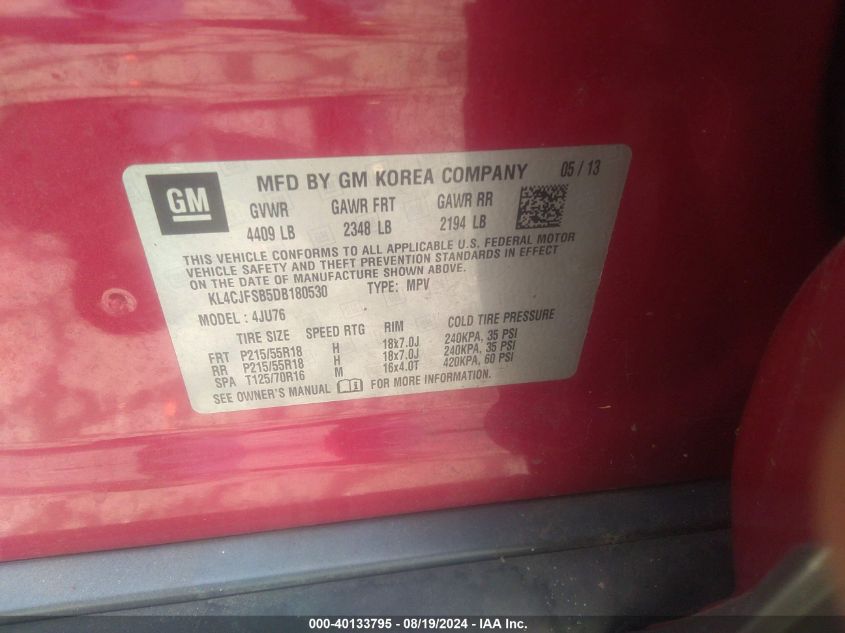 GM
MFD BY GM KOREA COMPANY 05 / 13
GVWR GAWR FRT GAWR RR
4409 LB 2348 LB 2194 LB
THIS VEHICLE CONFORMS TO ALL APPLICABLE U.S. FEDERAL MOTOR
VEHICLE SAFETY AND THEFT PREVENTION STANDARDS IN EFFECT
ON THE DATE OF MANUFACTURE SHOWN ABOVE.
KL4CJFSB5DB180530 TYPE: MPV
MODEL : 4JU76
TIRE SIZE SPEED RTG RIM COLD TIRE PRESSURE
FRT P215/55R18 H 18x7.0J 240KPA, 35 PSI
RR P215/55R18 H 18x7.0J 240KPA, 35 PSI
SPA T125/70R16 M 16x4.0T 420KPA, 60 PSI
SEE OWNER'S MANUAL FOR MORE INFORMATION.
000-40133795 - 08/19/2024 - IAA Inc.